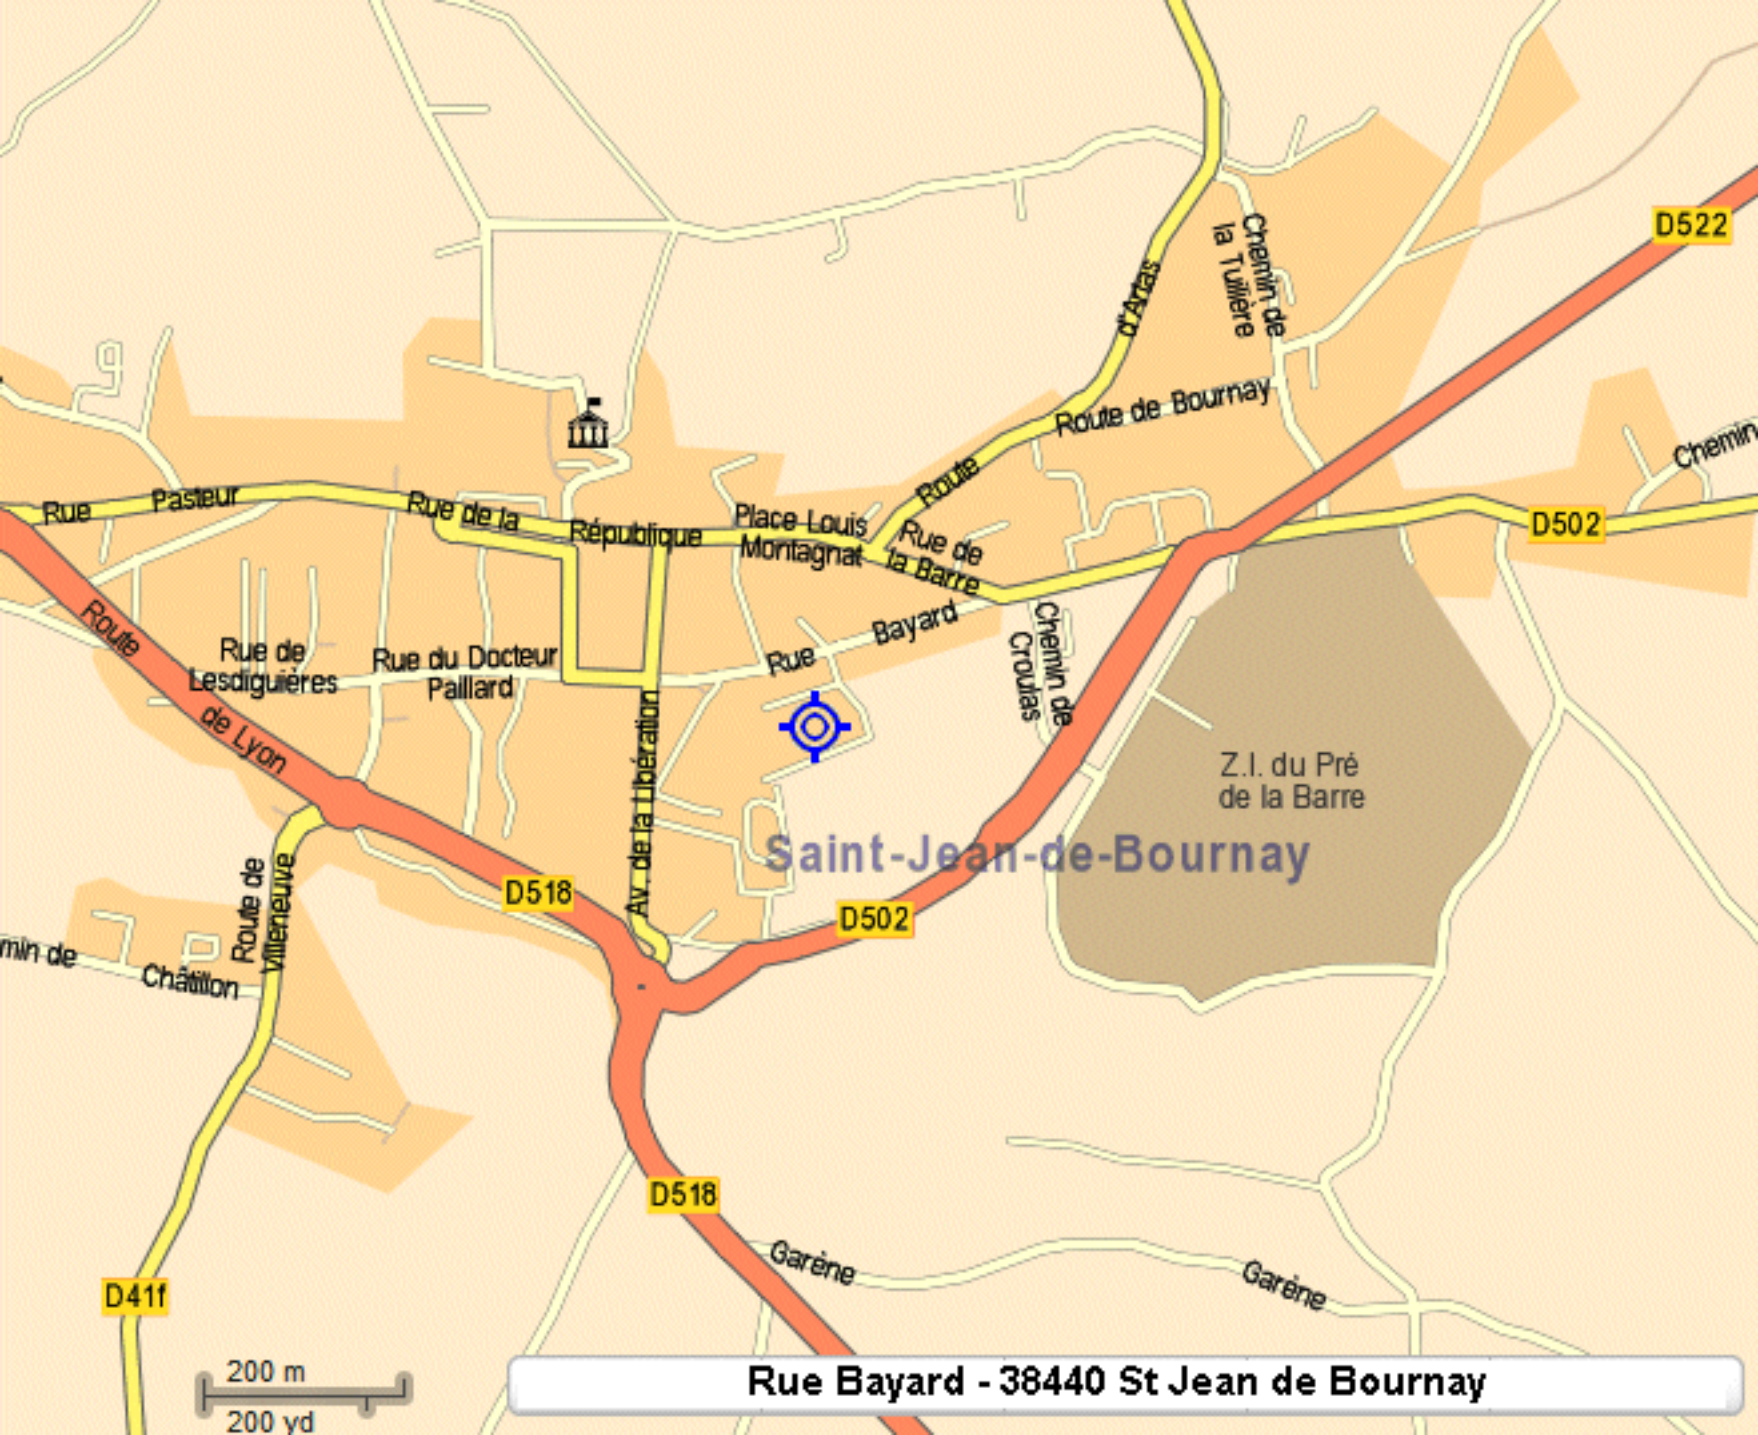 D522
Chemin de
la Tuilière
d'Artas
Route de Bournay
Chemin
Route
Rue Pasteur
Rue de la République
Place Louis
Montagnat
Rue de
la Barre
D502
Route de Lyon
Rue de
Lesdiguières
Rue du Docteur
Paillard
Rue Bayard
Chemin de
Croulas
Av. de la Libération
Z.I. du Pré
de la Barre
Saint-Jean-de-Bournay
D518
D502
Route de
Villeneuve
min de Châtillon
D518
Garène
Garène
D41f
200 m
200 yd
Rue Bayard - 38440 St Jean de Bournay